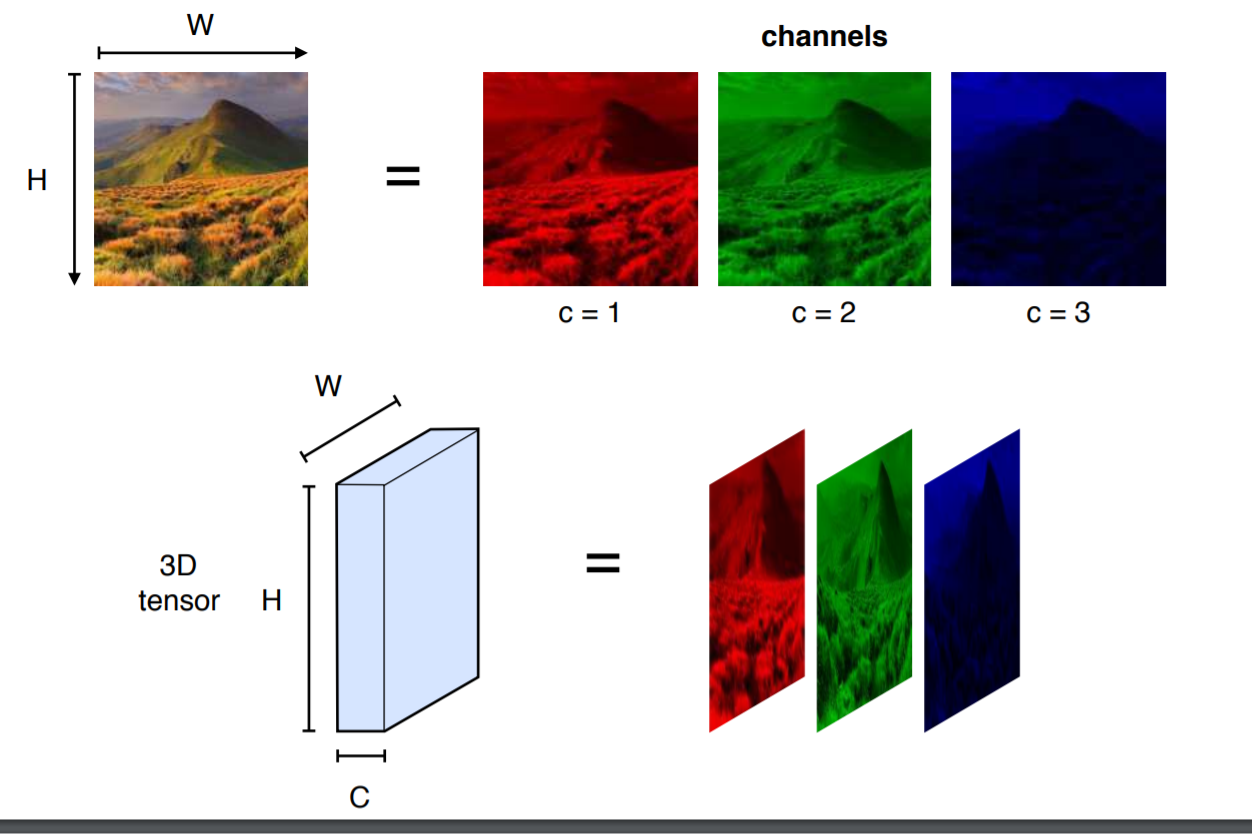 W
channels
H
=
c = 1
c = 2
c = 3
W
3D
tensor
H
=
C